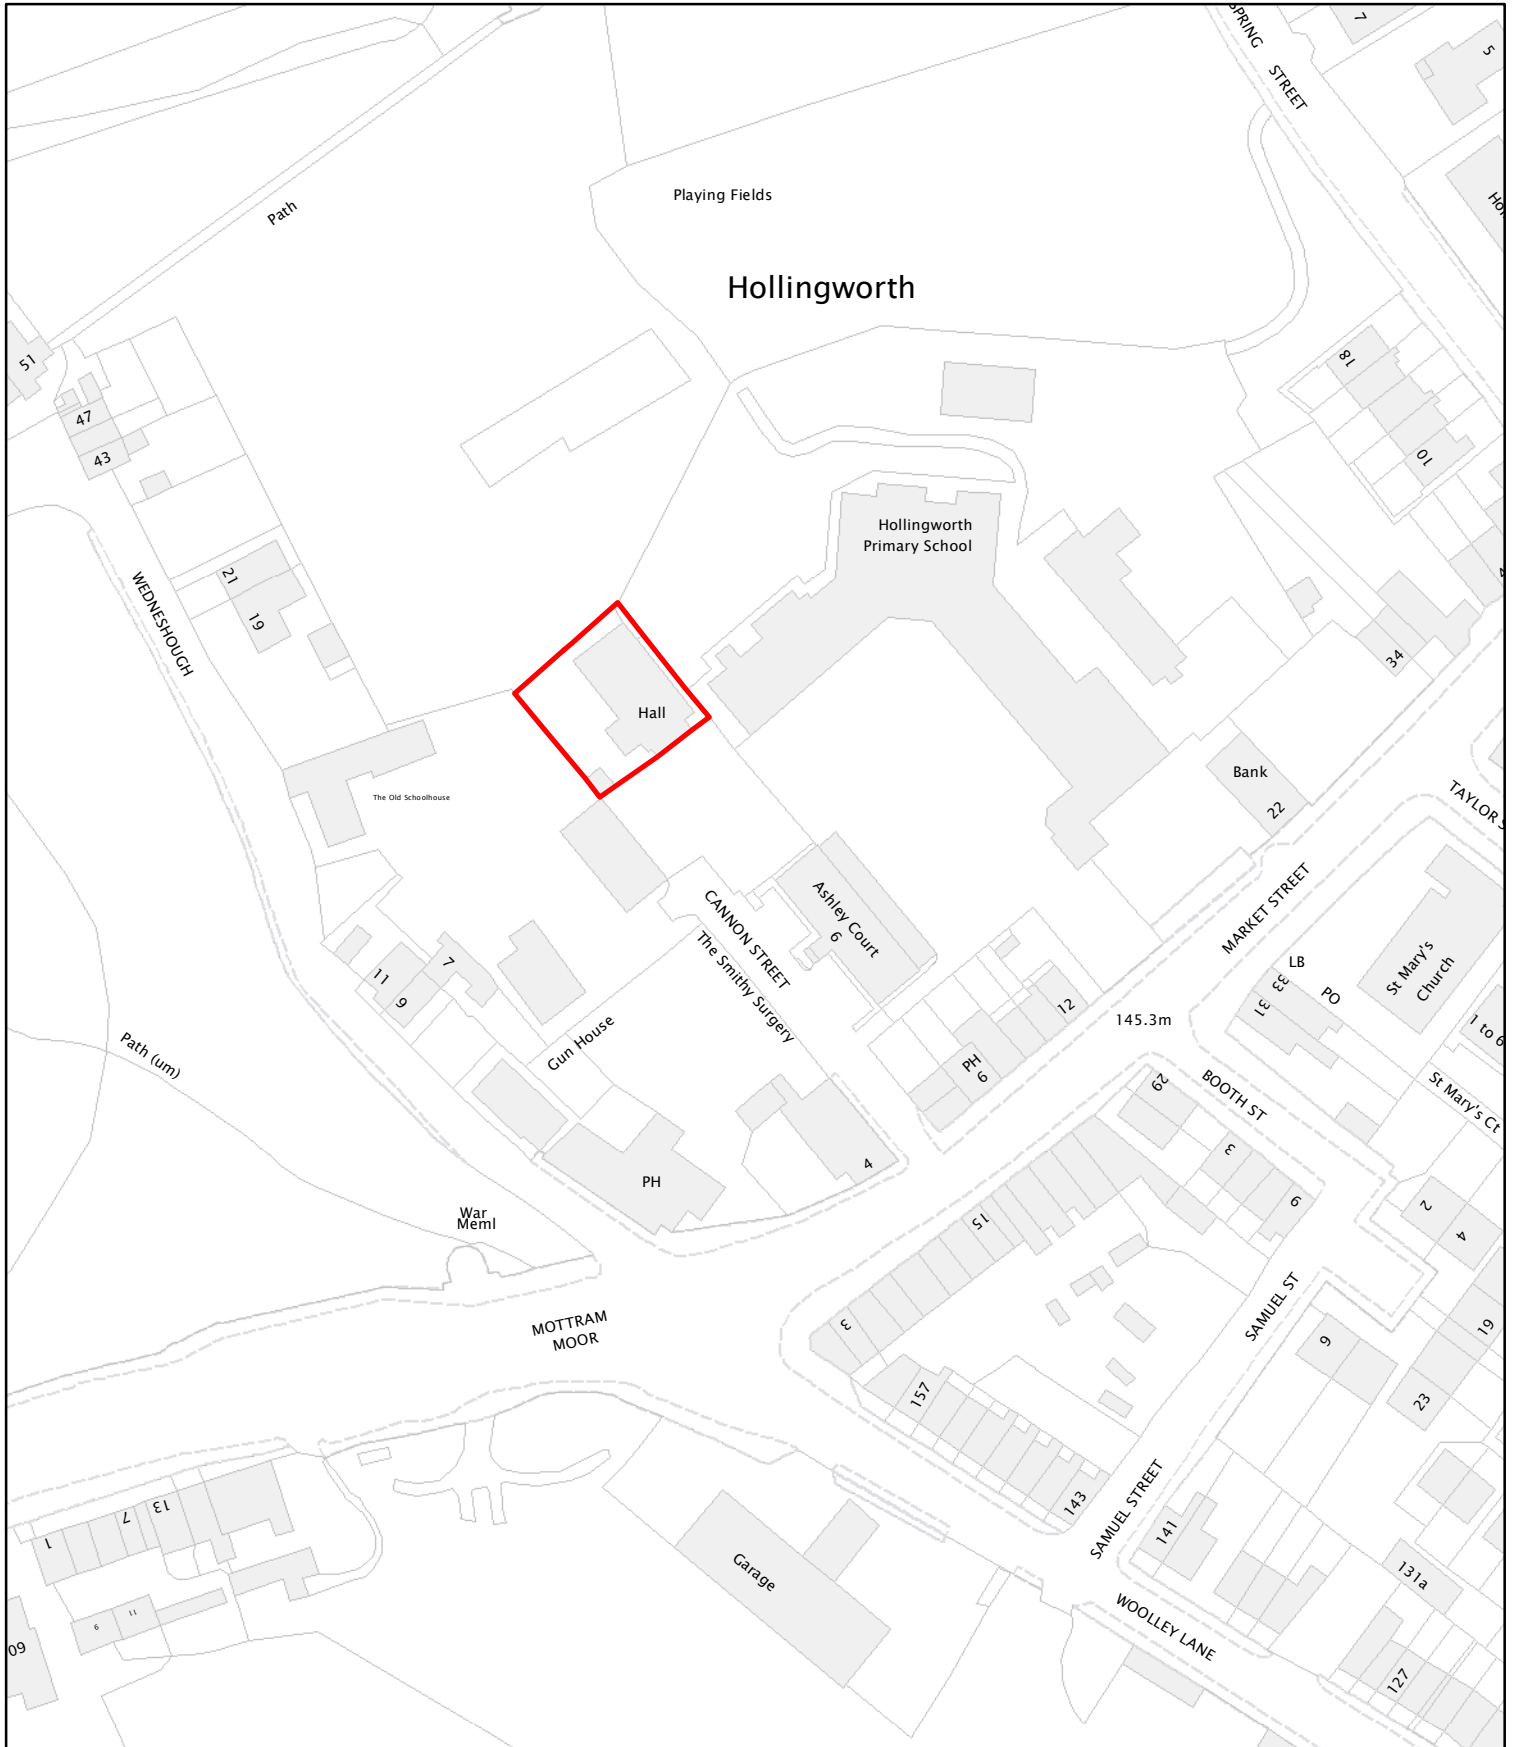 SPRING STREET
7
5
Playing Fields
Path
Hollingworth
51
47
43
18
10
Hollingworth
Primary School
21
19
WEDNESHOUGH
34
4
Hall
Bank
22
The Old Schoolhouse
TAYLOR S
MARKET STREET
CANNON STREET
Ashley Court
6
The Smithy Surgery
St Mary's
Church
LB
PO
33
31
11
9
7
12
145.3m
1 to 6
Gun House
Path (um)
PH
6
29
BOOTH ST
St Mary's Ct
3
9
2
4
4
PH
War
Meml
15
SAMUEL ST
MOTTRAM
MOOR
3
9
19
157
23
143
SAMUEL STREET
141
13
7
1
Garage
131a
11
9
60
WOOLLEY LANE
127